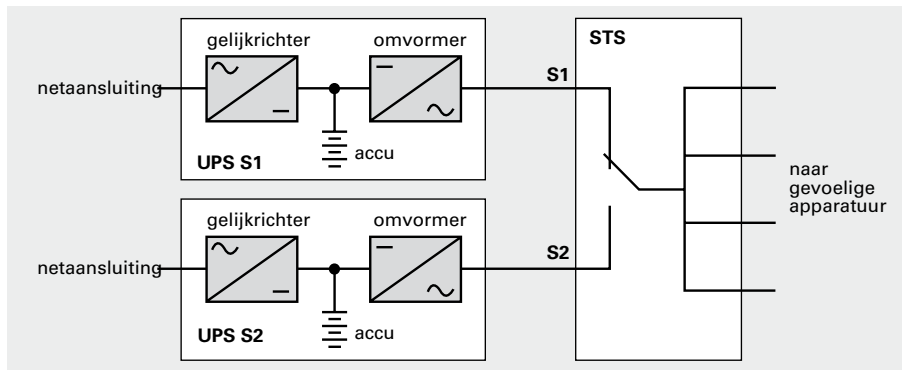 gelijkrichter
omvormer
STS
netaansluiting
S1
accu
UPS S1
naar
gevoelige
apparatuur
gelijkrichter
omvormer
netaansluiting
S2
accu
UPS S2